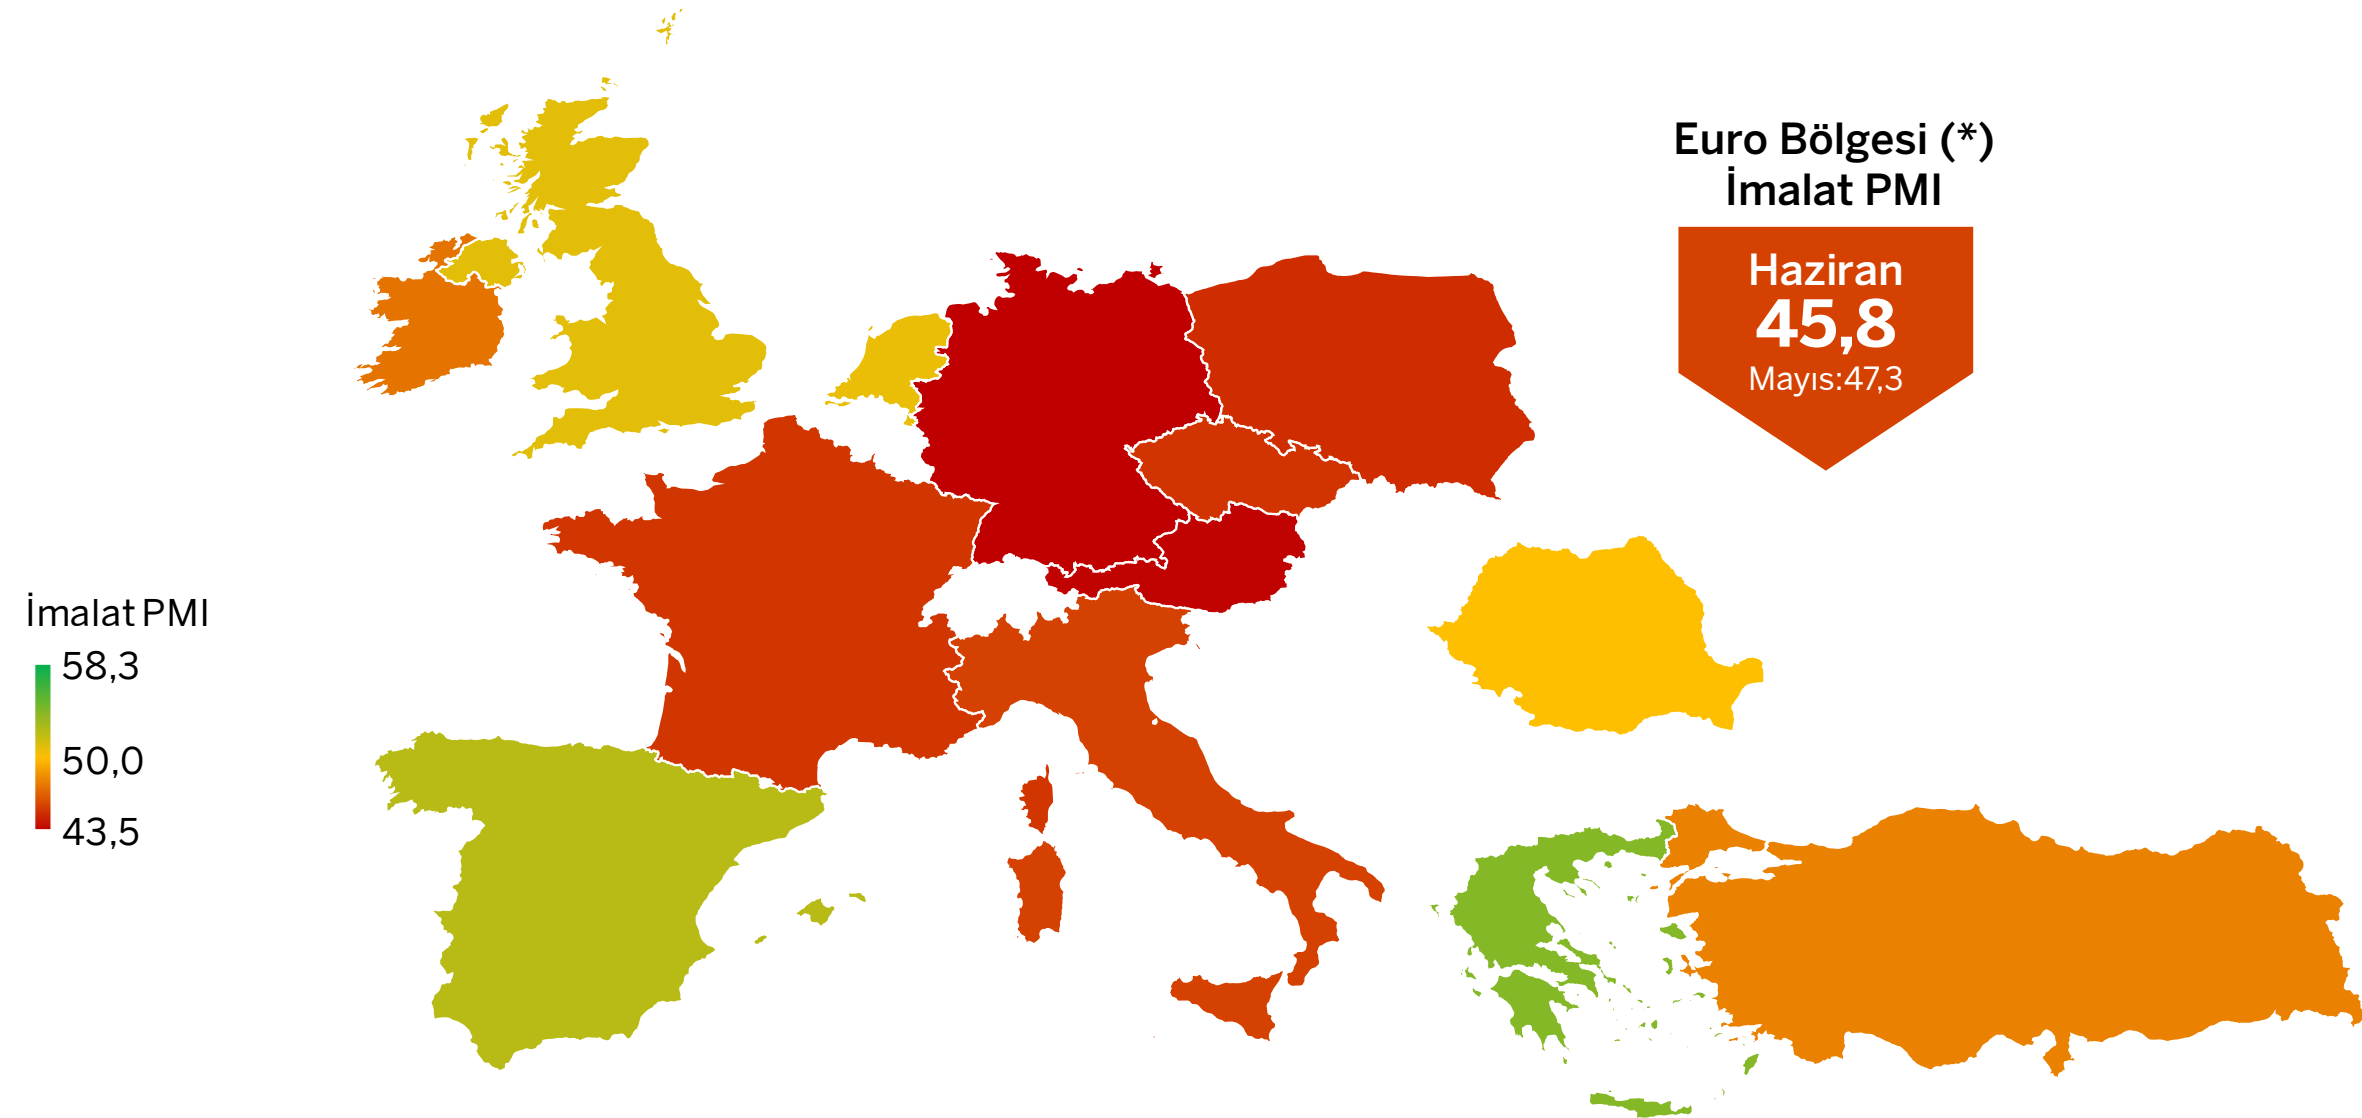 Euro Bölgesi (*)
İmalat PMI
Haziran
45,8
Mayıs:47,3
İmalat PMI
58,3
50,0
43,5